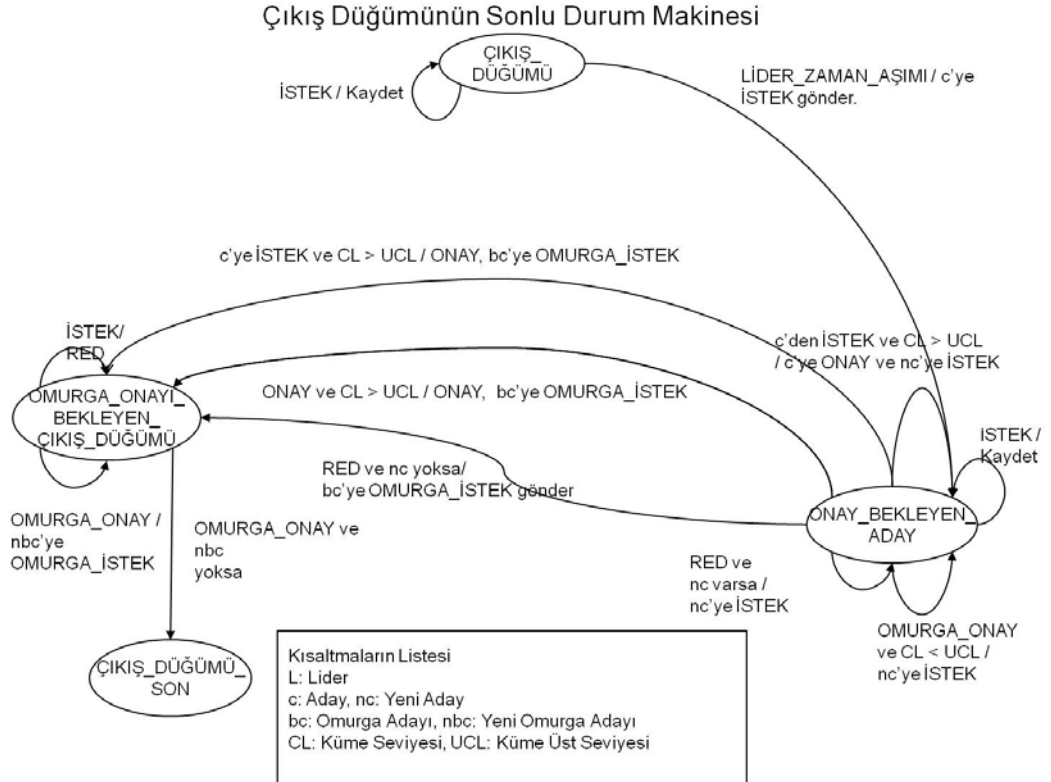 Çıkış Düğümünün Sonlu Durum Makinesi
ÇIKIŞ_
DÜĞÜMÜ
İSTEK / Kaydet
LİDER_ZAMAN_AŞIMI / c'ye
İSTEK gönder.
c'ye İSTEK ve CL > UCL / ONAY, bc'ye OMURGA_İSTEK
İSTEK/
RED
c'den İSTEK ve CL > UCL
/ c'ye ONAY ve nc'ye İSTEK
ONAY ve CL > UCL / ONAY, bc'ye OMURGA_İSTEK
OMURGA_ONAYI_
BEKLEYEN_
ÇIKIŞ_DÜĞÜMÜ
İSTEK /
Kaydet
RED ve nc yoksa/
bc'ye OMURGA_İSTEK gönder
ONAY_BEKLEYEN_
ADAY
OMURGA_ONAY /
nbc'ye
OMURGA_İSTEK
OMURGA_ONAY ve
nbc
yoksa
RED ve
nc varsa /
nc'ye İSTEK
OMURGA_ONAY
ve CL < UCL /
nc'ye İSTEK
ÇIKIŞ_DÜĞÜMÜ_
SON
Kısaltmaların Listesi
L: Lider
c: Aday, nc: Yeni Aday
bc: Omurga Adayı, nbc: Yeni Omurga Adayı
CL: Küme Seviyesi, UCL: Küme Üst Seviyesi